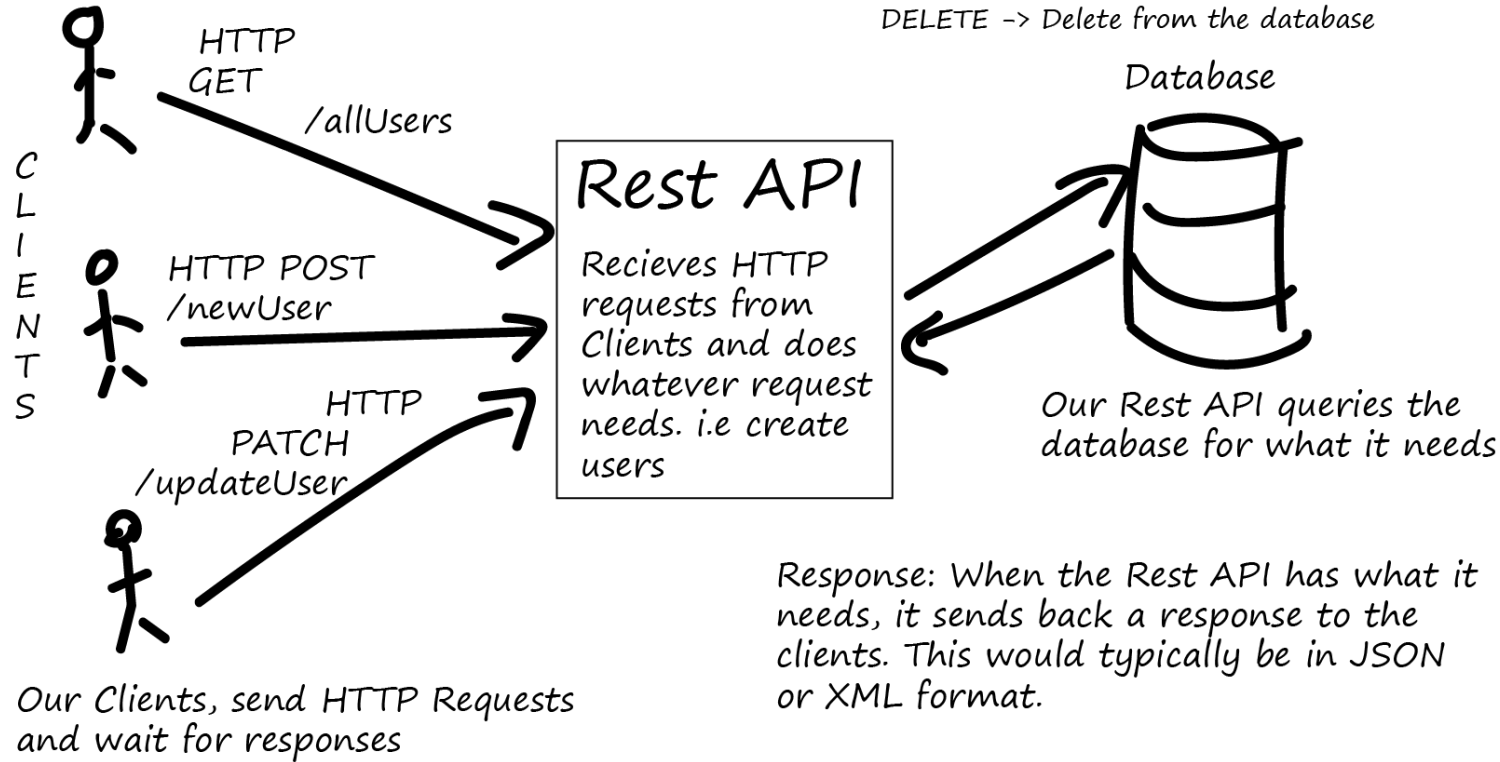 DELETE -> Delete from the database
HTTP
GET
/allUsers
CLIENTS
HTTP POST
/newUser
HTTP
PATCH
/updateUser
Our Clients, send HTTP Requests
and wait for responses
Rest API
Recieves HTTP
requests from
Clients and does
whatever request
needs. i.e create
users
Database
Our Rest API queries the
database for what it needs
Response: When the Rest API has what it
needs, it sends back a response to the
clients. This would typically be in JSON
or XML format.